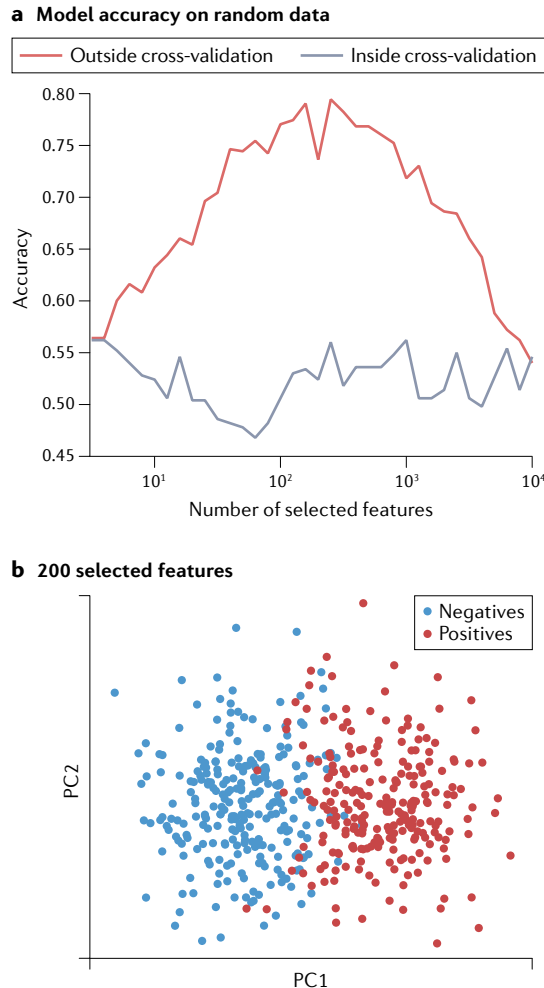 a Model accuracy on random data
Outside cross-validation Inside cross-validation
0.80
0.75
0.70
0.65
0.60
0.55
0.50
0.45
Accuracy
10¹ 10² 10³ 10⁴
Number of selected features
b 200 selected features
Negatives
Positives
PC2
PC1